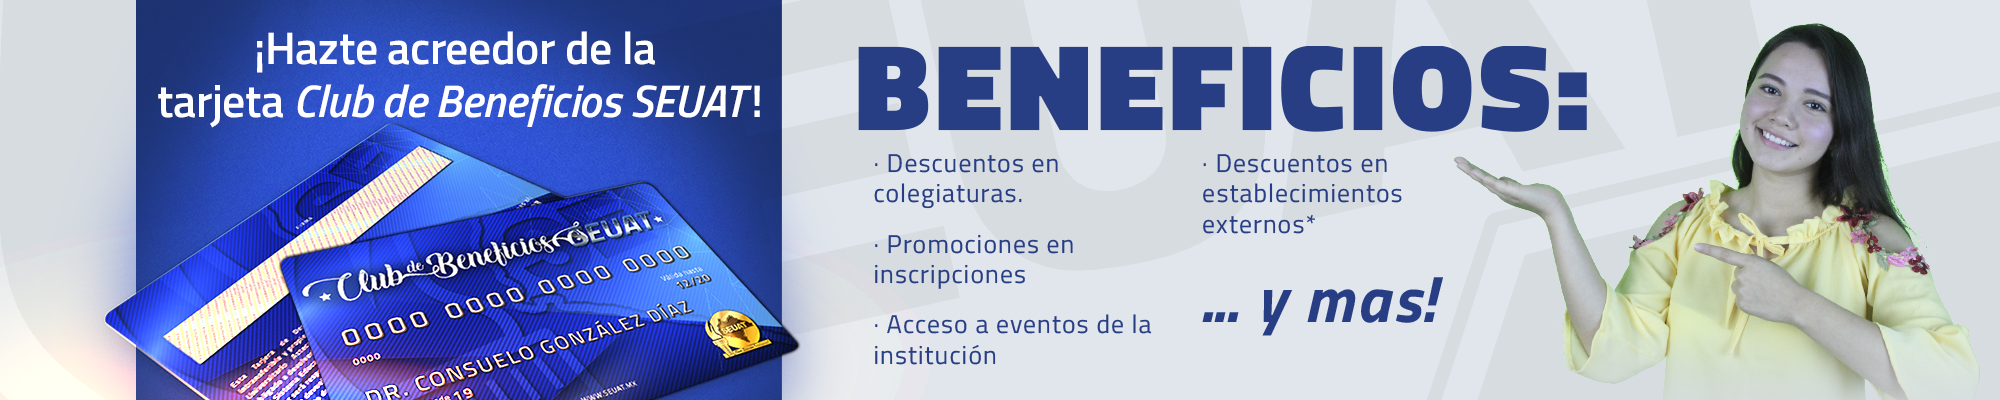 ¡Hazte acreedor de la
tarjeta Club de Beneficios SEUAT!
Club de Beneficios SEUAT
0000 0000 0000 0000
0000
Válida hasta
12/20
DR. CONSUELO GONZÁLEZ DÍAZ
19
WWW.SEUAT.MX
SEUAT
BENEFICIOS:
· Descuentos en
colegiaturas.
· Promociones en
inscripciones
· Acceso a eventos de la
institución
· Descuentos en
establecimientos
externos*
... y mas!